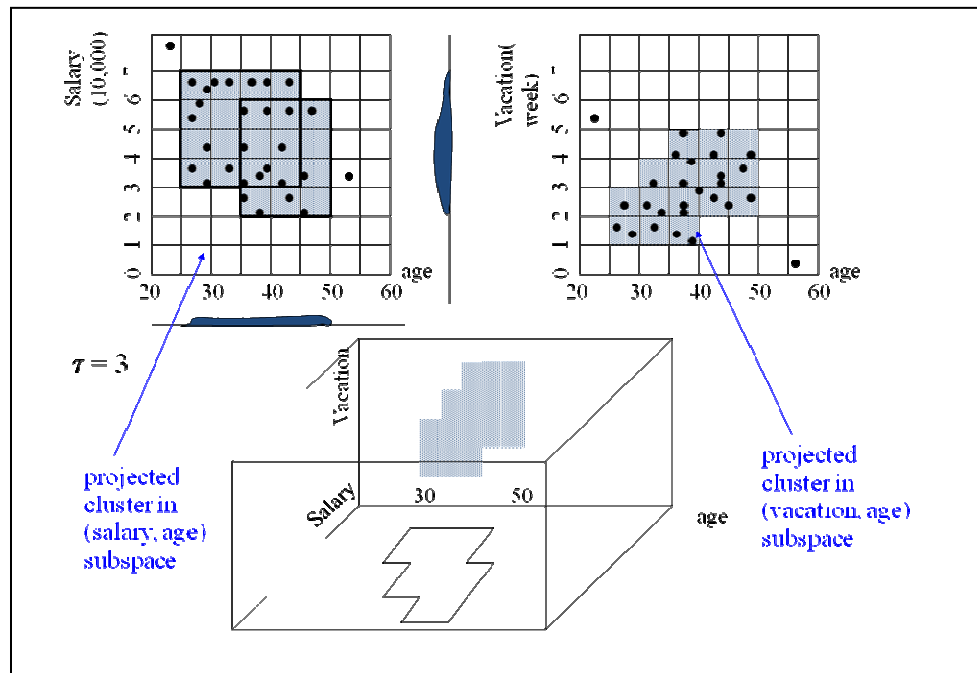 Salary
(10,000)
7
6
5
4
3
2
1
0
20
30
40
50
60
age
Vacation(
week)
7
6
5
4
3
2
1
0
20
30
40
50
60
age
τ = 3
Vacation
Salary
30
50
age
projected
cluster in
(salary, age)
subspace
projected
cluster in
(vacation, age)
subspace